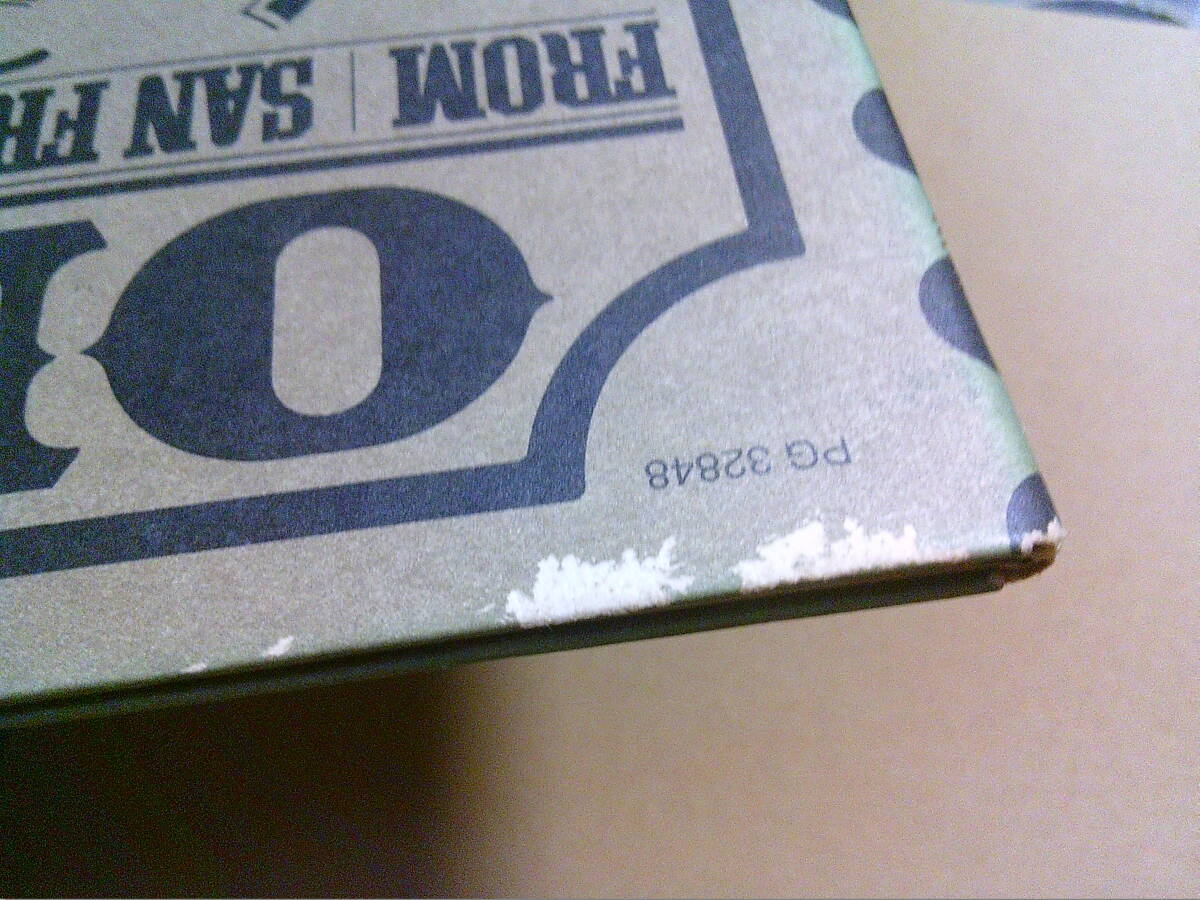 PG 32848
O
FROM | SAN FR